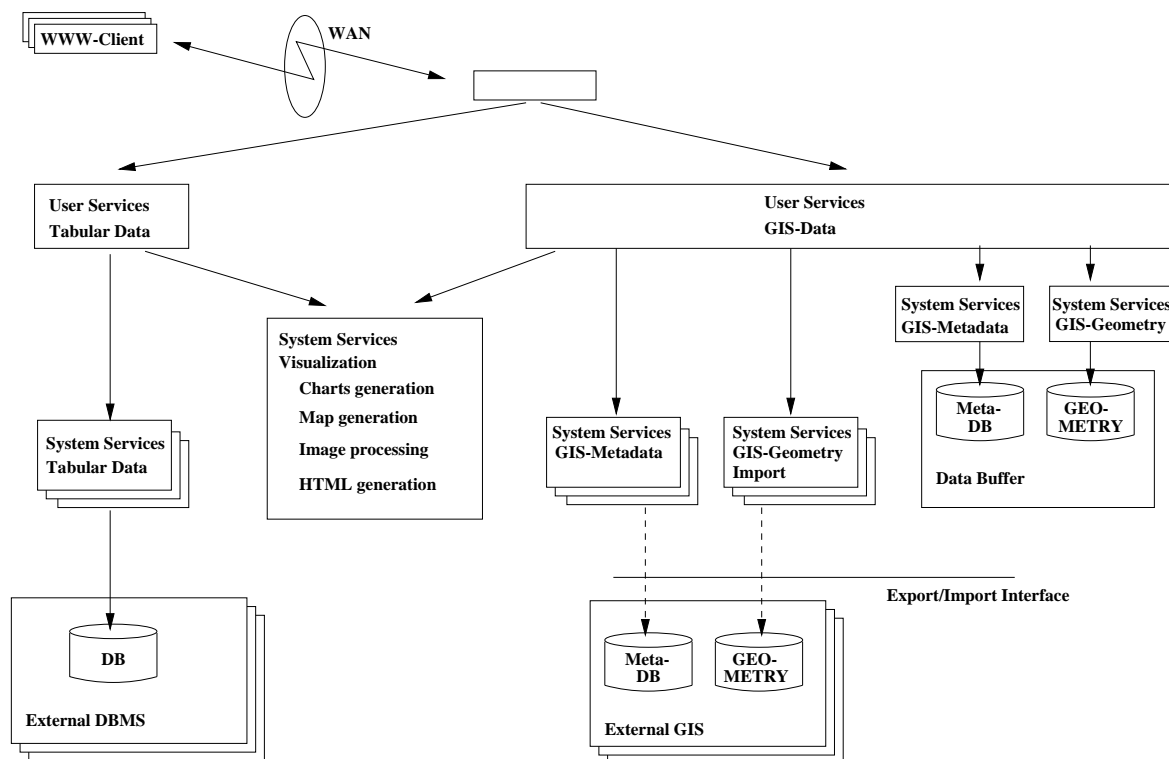 WWW-Client
WAN
User Services
Tabular Data
User Services
GIS-Data
System Services
GIS-Metadata
System Services
GIS-Geometry
System Services
Visualization
Charts generation
Map generation
Image processing
HTML generation
Meta-
DB
GEO-
METRY
Data Buffer
System Services
Tabular Data
System Services
GIS-Metadata
System Services
GIS-Geometry
Import
Export/Import Interface
DB
External DBMS
Meta-
DB
GEO-
METRY
External GIS